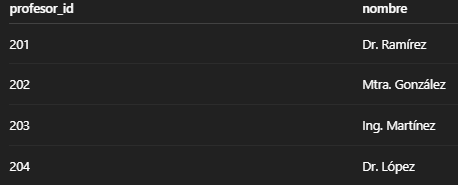 profesor_id nombre
201 Dr. Ramírez
202 Mtra. González
203 Ing. Martínez
204 Dr. López